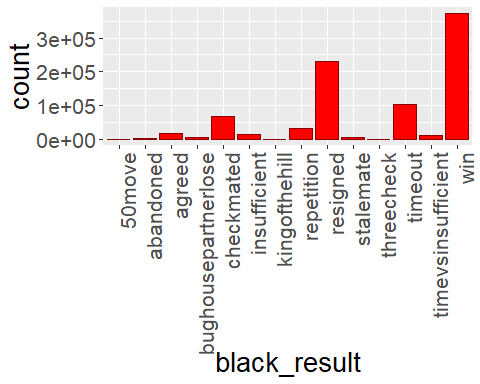 count
3e+05
2e+05
1e+05
0e+00
50move
abandoned
agreed
bughousepartnerlose
checkmated
insufficient
kingofthehill
repetition
resigned
stalemate
threecheck
timeout
timevsinsufficient
win
black_result